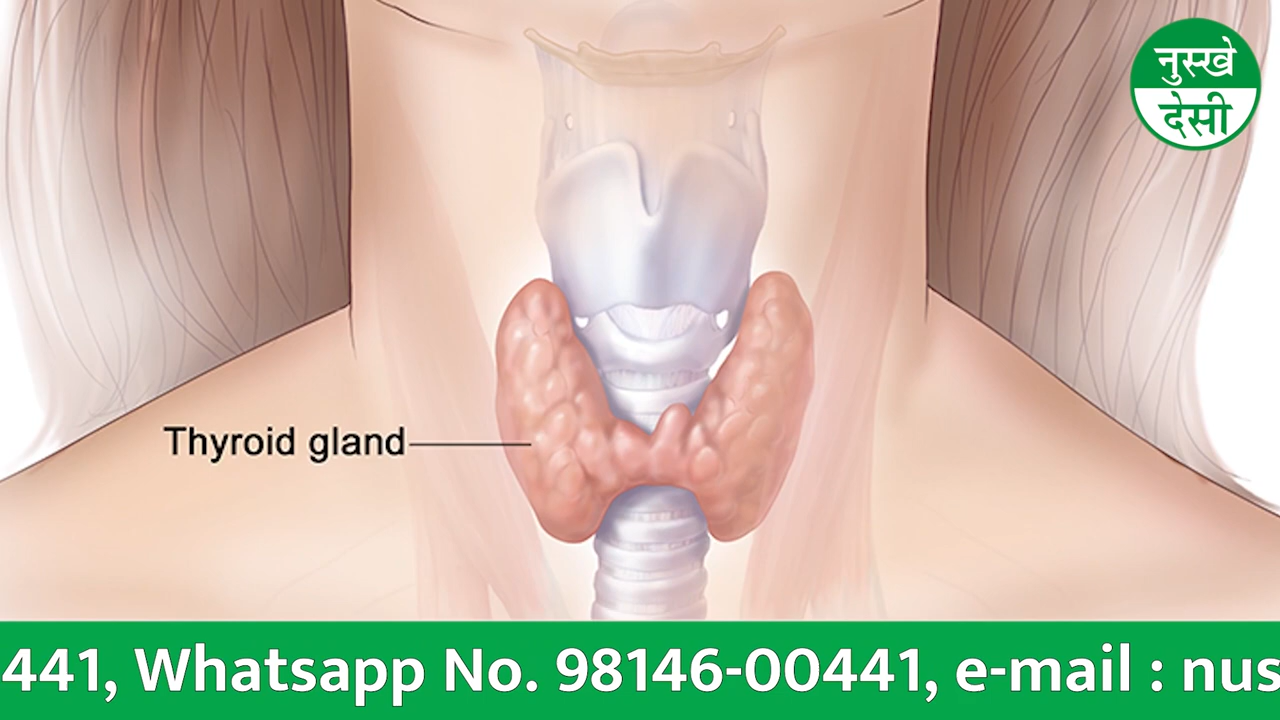 नुस्खे
देसी
Thyroid gland
441, Whatsapp No. 98146-00441, e-mail : nus